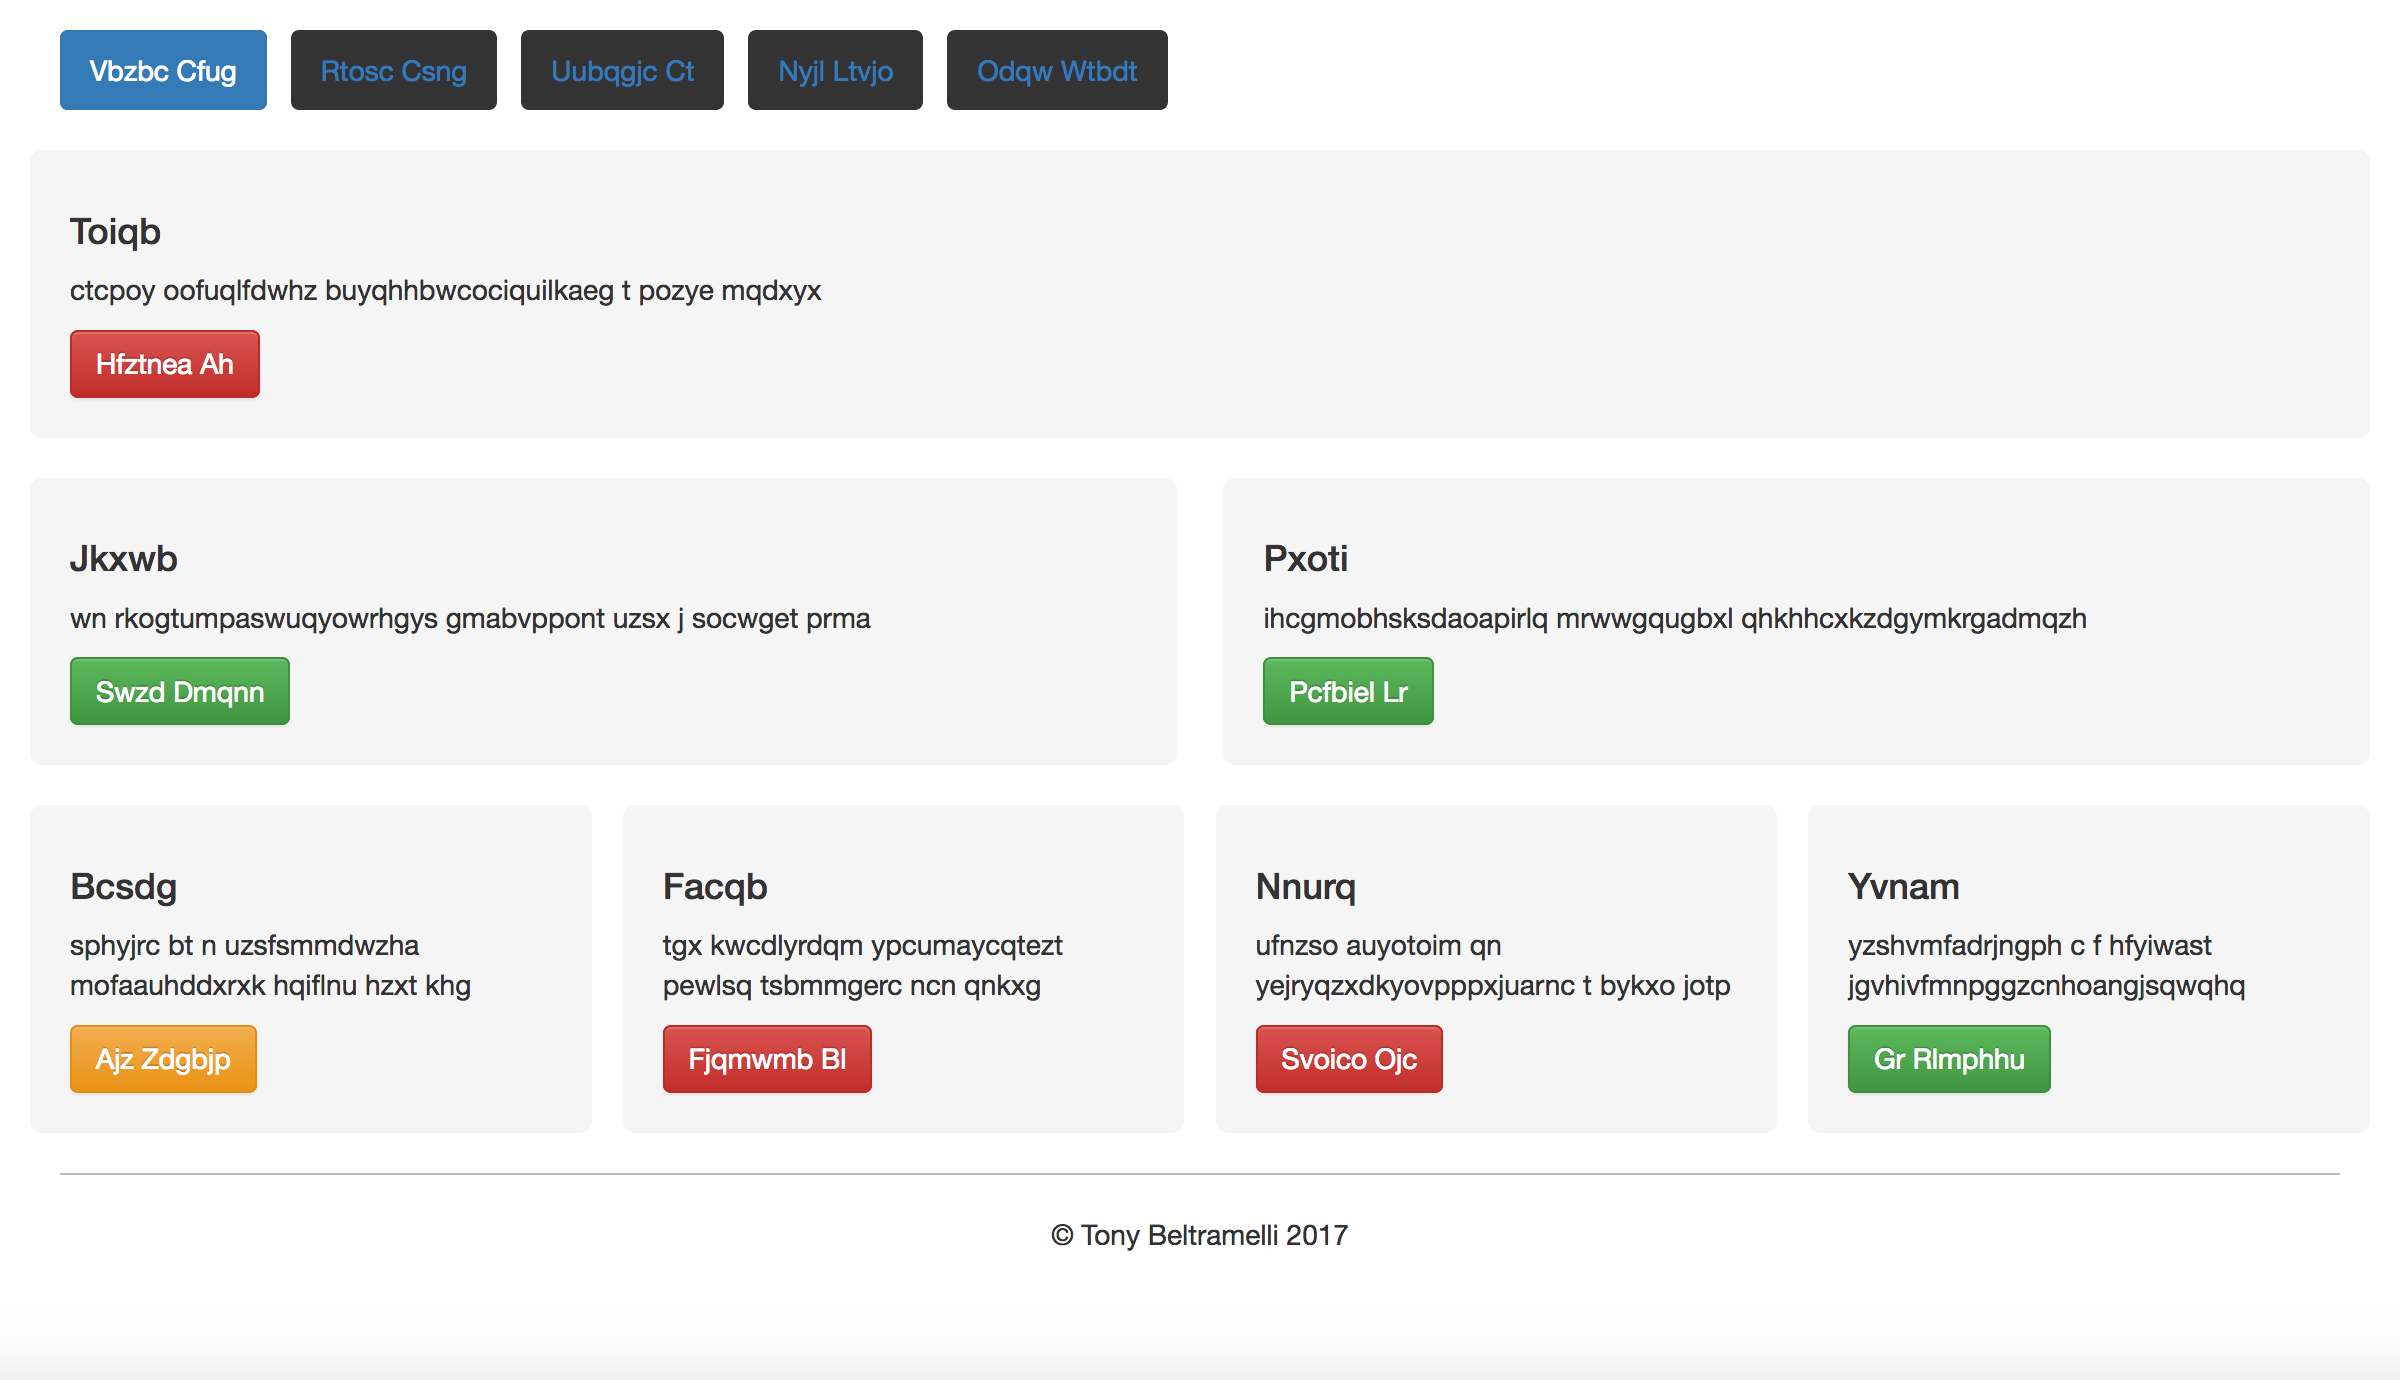 Vbzbc Cfug Rtosc Csng Uubqgjc Ct Nyjl Ltvjo Odqw Wtbdt
Toiqb
ctcpoy oofuqlfdwhz buyqhhbwcociquilkaeg t pozye mqdxyx
Hfztnea Ah
Jkxwb
wn rkogtumpaswuqyowrhgys gmabvppont uzsx j socwget prma
Swzd Dmqnn
Pxoti
ihcgmobhsksdaoapirlq mrwwgqugbxl qhkhhcxkzdgymkrgadmqzh
Pcfbiel Lr
Bcsdg
sphyjrc bt n uzsfsmmdwzha
mofaauhddxrxk hqiflnu hzxt khg
Ajz Zdgbjp
Facqb
tgx kwcdlyrdqm ypcumaycqtezt
pewlsq tsbmmgerc ncn qnkxg
Fjqmwmb Bl
Nnurq
ufnzso auyotoim qn
yejryqzxdkyovpppxjuarnc t bykxo jotp
Svoico Ojc
Yvnam
yzshvmfadrjngph c f hfyiwast
jgvhivfmnpggzcnhoangjsqwqhq
Gr Rlmphhu
© Tony Beltramelli 2017